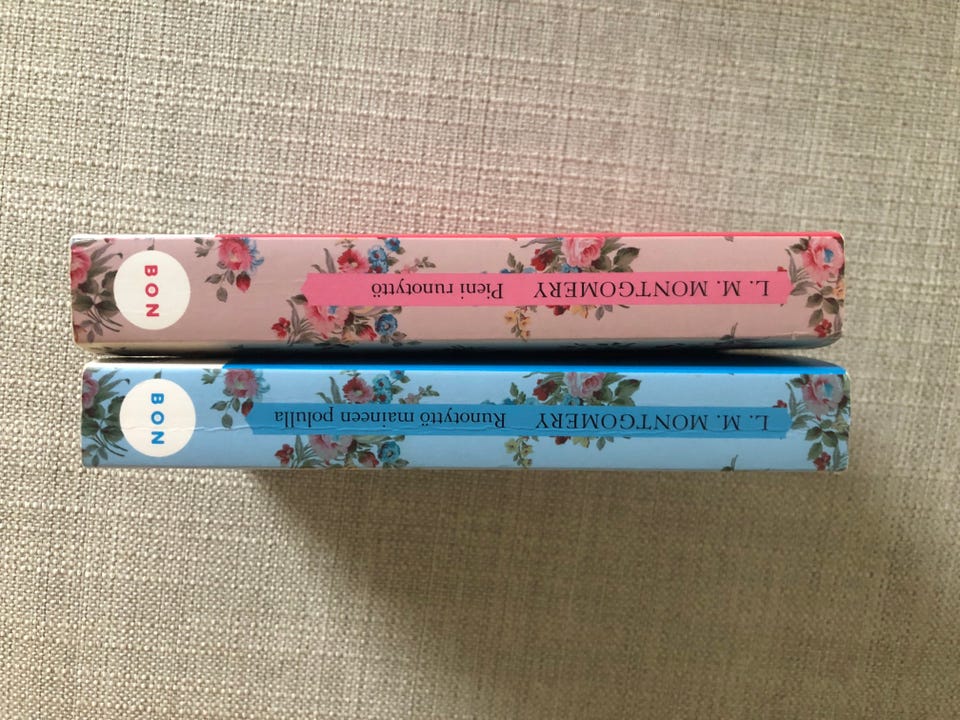 L. M. MONTGOMERY Pieni runotyttö
BON
L. M. MONTGOMERY Runotyttö maineen polulla
BON